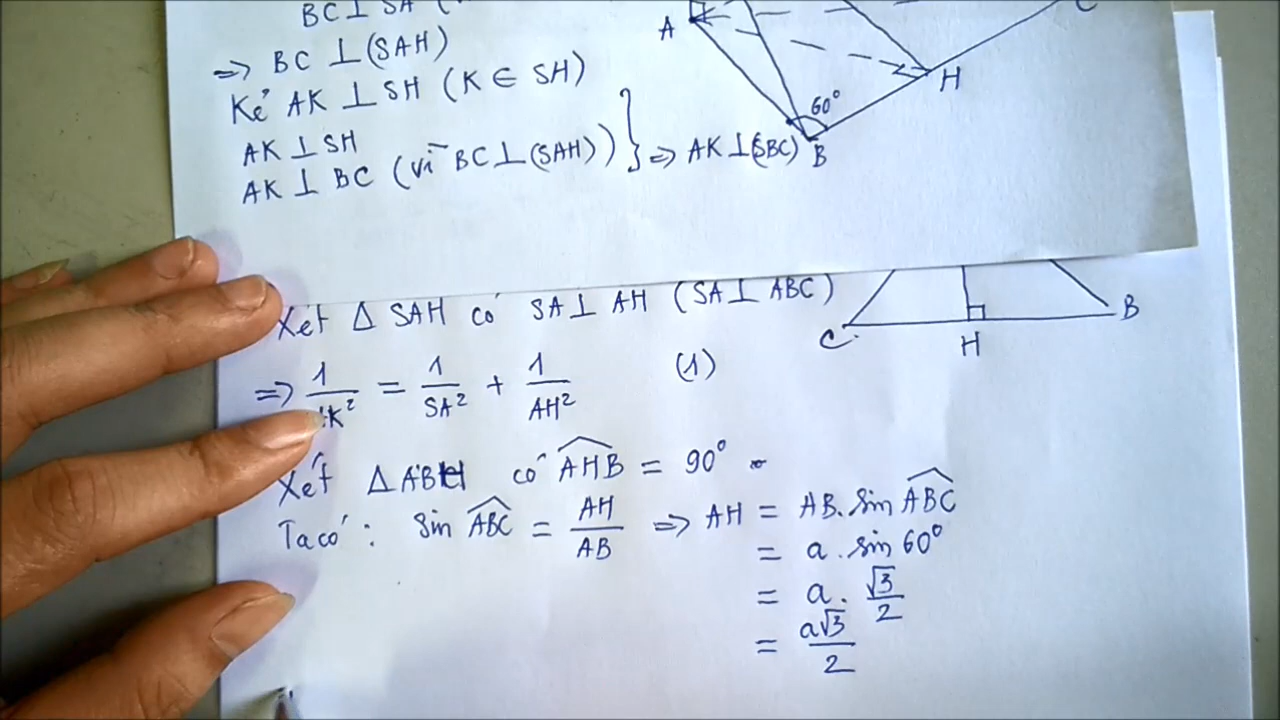 BC ⊥ SA (
=> BC ⊥ (SAH)
Kẻ AK ⊥ SH (K ∈ SH)
AK ⊥ SH
AK ⊥ BC (vì BC ⊥ (SAH)) } => AK ⊥ (SBC)
A
60°
H
B
C
Xét Δ SAH có SA ⊥ AH (SA ⊥ ABC)
C
H
B
=> 1/AK² = 1/SA² + 1/AH² (1)
Xét Δ ABH có AHB = 90°
Ta có: Sin ABC = AH/AB => AH = AB. sin ABC
= a . sin 60°
= a . √3/2
= a√3/2